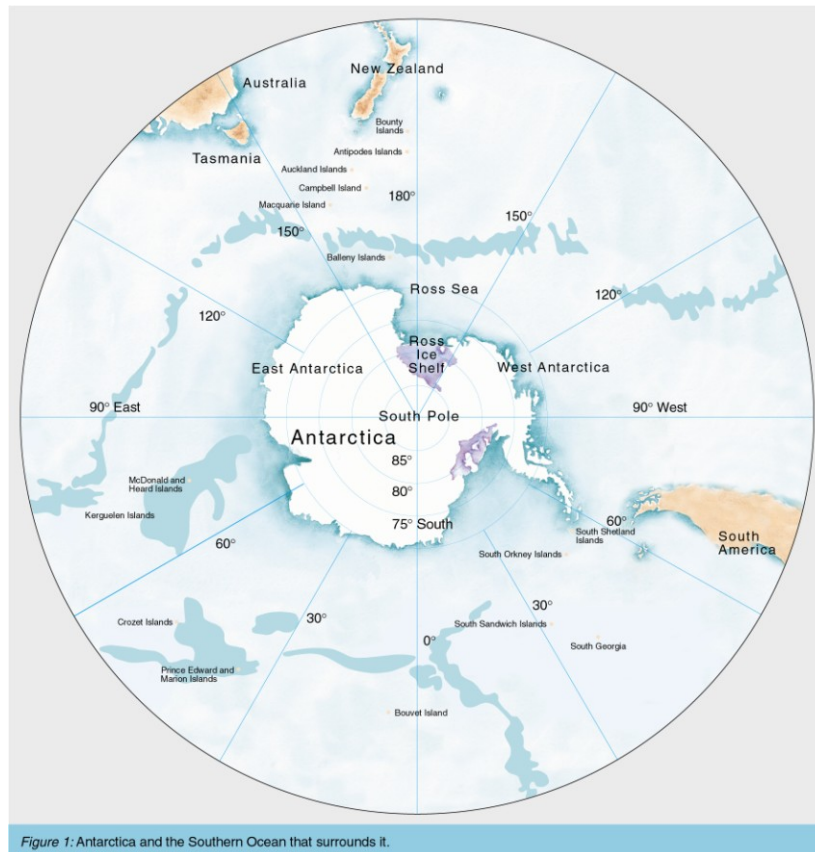 New Zealand
Australia
Bounty
Islands
Antipodes Islands
Tasmania
Auckland Islands
Campbell Island
180°
Macquarie Island
150°
150°
Balleny Islands
Ross Sea
120°
120°
Ross
Ice
Shelf
East Antarctica
West Antarctica
90° East
South Pole
90° West
Antarctica
85°
McDonald and
Heard Islands
80°
Kerguelen Islands
75° South
60°
South Shetland
Islands
South
America
60°
South Orkney Islands
30°
30°
Crozet Islands
South Sandwich Islands
0°
South Georgia
Prince Edward and
Marion Islands
Bouvet Island
Figure 1: Antarctica and the Southern Ocean that surrounds it.